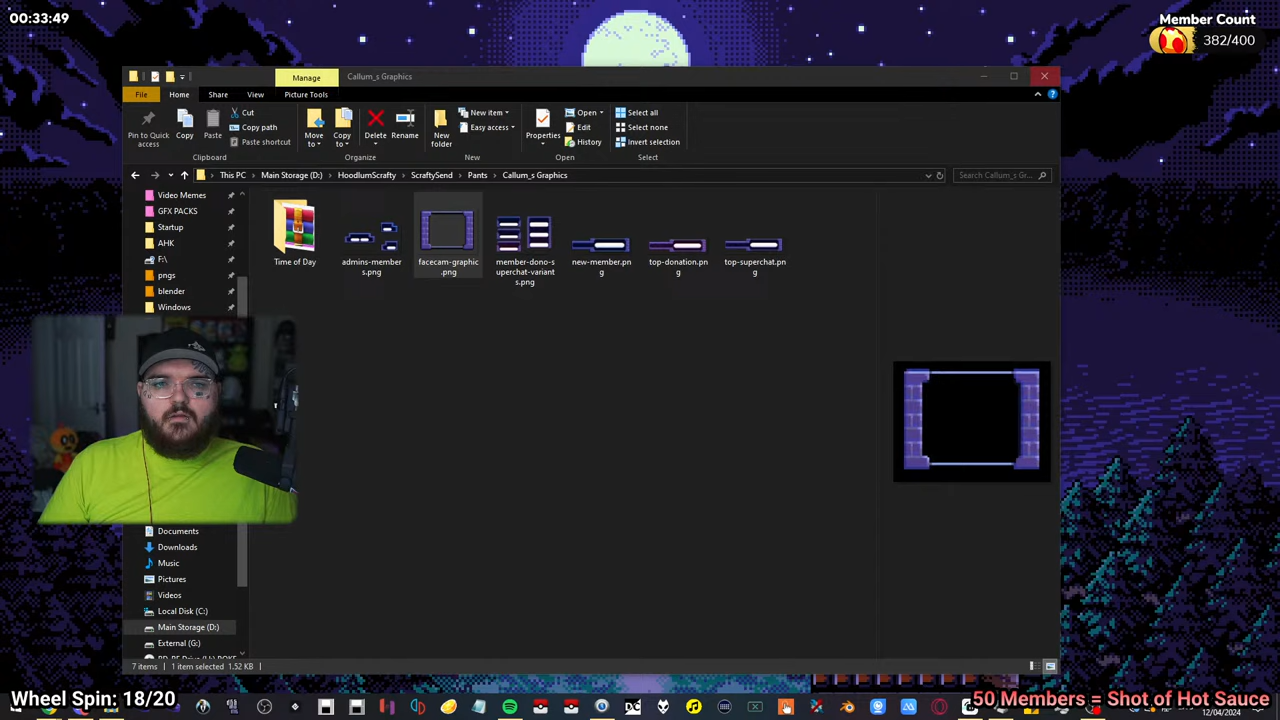 00:33:49
Member Count
382/400
Manage
Callum_s Graphics
File
Home
Share
View
Picture Tools
Pin to Quick
access
Copy
Paste
Cut
Copy path
Paste shortcut
Clipboard
Move
to
Copy
to
Delete
Rename
Organize
New
folder
New item
Easy access
New
Properties
Open
Edit
History
Open
Select all
Select none
Invert selection
Select
This PC
Main Storage (D:)
HoodlumScrafty
ScraftySend
Pants
Callum_s Graphics
Search Callum_s Gr...
Video Memes
GFX PACKS
Startup
AHK
F:\
pngs
blender
Windows
Documents
Downloads
Music
Pictures
Videos
Local Disk (C:)
Main Storage (D:)
External (G:)
Time of Day
admins-member
s.png
facecam-graphic
.png
member-dono-s
uperchat-variant
s.png
new-member.pn
g
top-donation.pn
g
top-superchat.pn
g
7 items
1 item selected
1.52 KB
Wheel Spin: 18/20
50 Members = Shot of Hot Sauce
12/04/2024